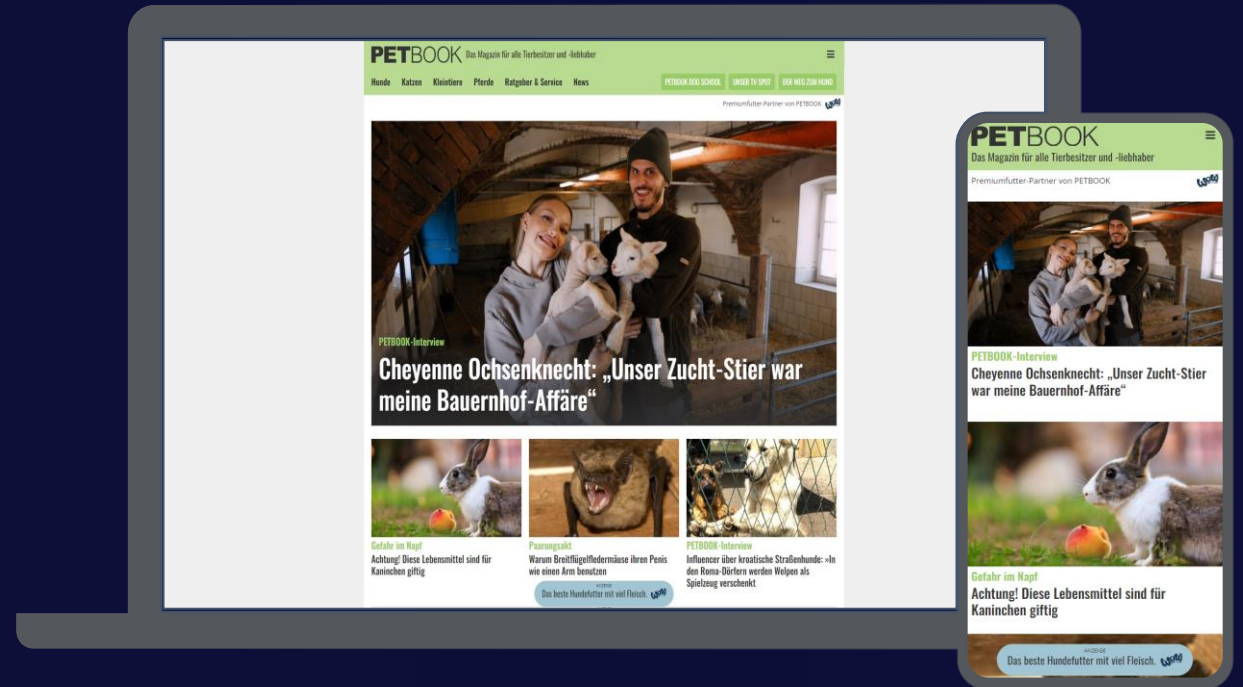 PETBOOK Das Magazin für alle Tierbesitzer und -liebhaber
Hunde Katzen Kleintiere Pferde Ratgeber & Service News PETBOOK DOG SCHOOL UNSER TV SPOT DER WEG ZUM HUND
Premiumfutter-Partner von PETBOOK
PETBOOK-Interview
Cheyenne Ochsenknecht: „Unser Zucht-Stier war
meine Bauernhof-Affäre“
Gefahr im Napf
Achtung! Diese Lebensmittel sind für
Kaninchen giftig
Paarungsakt
Warum Breitflügelfledermäuse ihren Penis
wie einen Arm benutzen
PETBOOK-Interview
Influencer über kroatische Straßenhunde: »In
den Roma-Dörfern werden Welpen als
Spielzeug verschenkt
ANZEIGE
Das beste Hundefutter mit viel Fleisch.
PETBOOK
Das Magazin für alle Tierbesitzer und -liebhaber
Premiumfutter-Partner von PETBOOK
PETBOOK-Interview
Cheyenne Ochsenknecht: „Unser Zucht-Stier
war meine Bauernhof-Affäre“
Gefahr im Napf
Achtung! Diese Lebensmittel sind für
Kaninchen giftig
ANZEIGE
Das beste Hundefutter mit viel Fleisch.